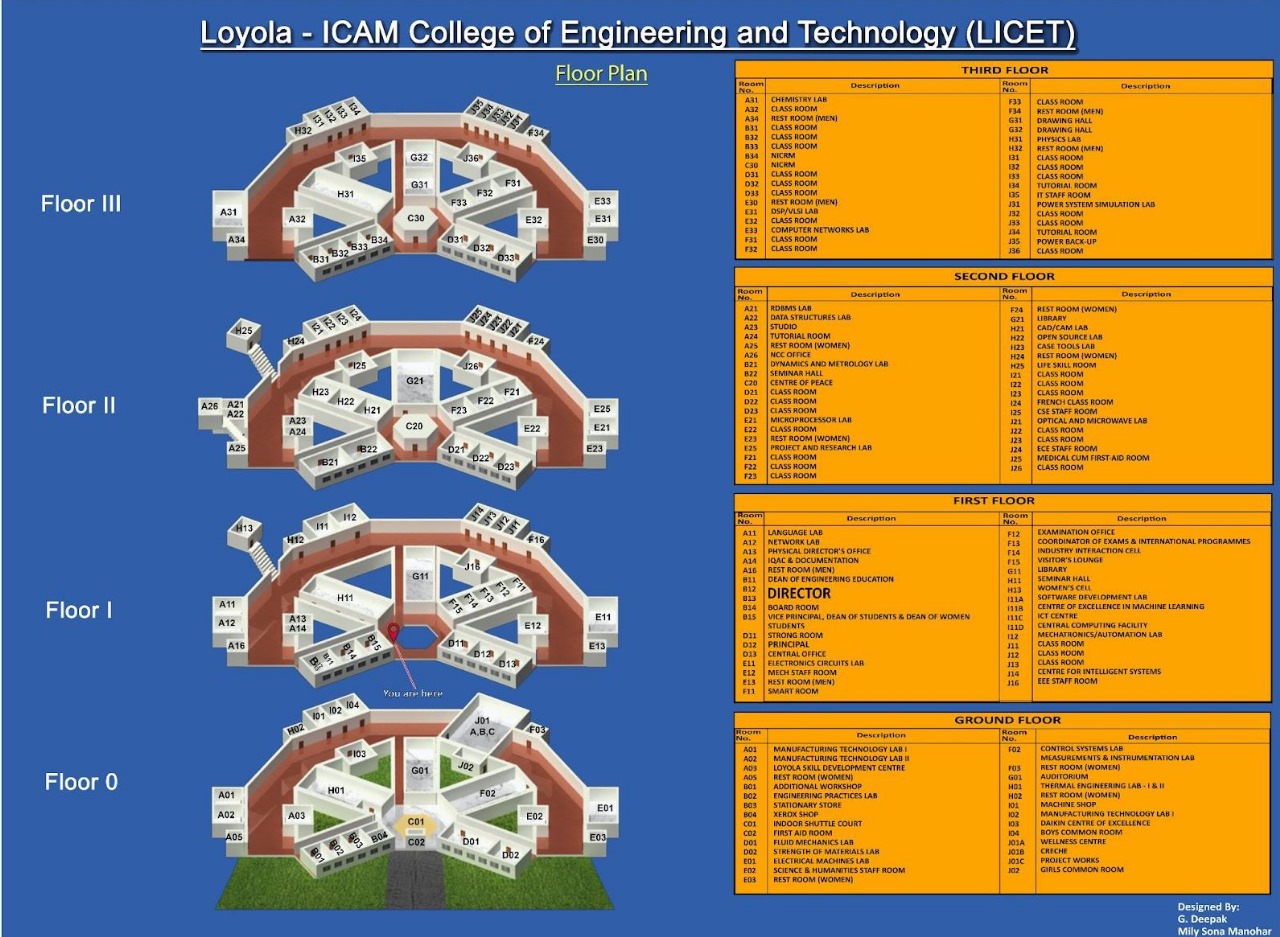 Loyola - ICAM College of Engineering and Technology (LICET)
Floor Plan
Floor III
H32 I31 I32 I33 I34
J35 J34 J33 J32 J31 F34
I35 G32 J36
H31 G31 F33 F32 F31
A31 A32 C30 E32 E33 E31
A34 B31 B32 B33 B34 D31 D32 D33 E30
Floor II
H25 H24 I21 I22 I23 I24
J25 J24 J23 J22 J21 F24
I25 G21 J26
H23 H22 H21 F23 F22 F21
A26 A21 A22 A23 A24 C20 E22 E25 E21
A25 B21 B22 D21 D22 D23 E23
Floor I
H13 H12 I11 I12
J14 J13 J12 J11 F16
G11 J16
H11 F15 F14 F13 F12 F11
A11 A12 A13 A14 E12 E11
A16 B11 B14 B15 D11 D12 D13 E13
You are here
Floor 0
H02 I01 I02 I04
J01 A,B,C F03
I03 G01 J02
H01 F02
A01 A02 A03 C01 E02 E01
A05 B01 B02 B03 B04 C02 D01 D02 E03
THIRD FLOOR
Room No. Description Room No. Description
A31 CHEMISTRY LAB
A32 CLASS ROOM
A34 REST ROOM (MEN)
B31 CLASS ROOM
B32 CLASS ROOM
B33 CLASS ROOM
B34 NICRM
C30 NICRM
D31 CLASS ROOM
D32 CLASS ROOM
D33 CLASS ROOM
E30 REST ROOM (MEN)
E31 DSP/VLSI LAB
E32 CLASS ROOM
E33 COMPUTER NETWORKS LAB
F31 CLASS ROOM
F32 CLASS ROOM
F33 CLASS ROOM
F34 REST ROOM (MEN)
G31 DRAWING HALL
G32 DRAWING HALL
H31 PHYSICS LAB
H32 REST ROOM (MEN)
I31 CLASS ROOM
I32 CLASS ROOM
I33 CLASS ROOM
I34 TUTORIAL ROOM
I35 IT STAFF ROOM
J31 POWER SYSTEM SIMULATION LAB
J32 CLASS ROOM
J33 CLASS ROOM
J34 TUTORIAL ROOM
J35 POWER BACK-UP
J36 CLASS ROOM
SECOND FLOOR
Room No. Description Room No. Description
A21 RDBMS LAB
A22 DATA STRUCTURES LAB
A23 STUDIO
A24 TUTORIAL ROOM
A25 REST ROOM (WOMEN)
A26 NCC OFFICE
B21 DYNAMICS AND METROLOGY LAB
B22 SEMINAR HALL
C20 CENTRE OF PEACE
D21 CLASS ROOM
D22 CLASS ROOM
D23 CLASS ROOM
E21 MICROPROCESSOR LAB
E22 CLASS ROOM
E23 REST ROOM (WOMEN)
E25 PROJECT AND RESEARCH LAB
F21 CLASS ROOM
F22 CLASS ROOM
F23 CLASS ROOM
F24 REST ROOM (WOMEN)
G21 LIBRARY
H21 CAD/CAM LAB
H22 OPEN SOURCE LAB
H23 CASE TOOLS LAB
H24 REST ROOM (WOMEN)
H25 LIFE SKILL ROOM
I21 CLASS ROOM
I22 CLASS ROOM
I23 CLASS ROOM
I24 FRENCH CLASS ROOM
I25 CSE STAFF ROOM
J21 OPTICAL AND MICROWAVE LAB
J22 CLASS ROOM
J23 CLASS ROOM
J24 ECE STAFF ROOM
J25 MEDICAL CUM FIRST-AID ROOM
J26 CLASS ROOM
FIRST FLOOR
Room No. Description Room No. Description
A11 LANGUAGE LAB
A12 NETWORK LAB
A13 PHYSICAL DIRECTOR'S OFFICE
A14 IQAC & DOCUMENTATION
A16 REST ROOM (MEN)
B11 DEAN OF ENGINEERING EDUCATION
B12 DIRECTOR
B13
B14 BOARD ROOM
B15 VICE PRINCIPAL, DEAN OF STUDENTS & DEAN OF WOMEN
STUDENTS
D11 STRONG ROOM
D12 PRINCIPAL
D13 CENTRAL OFFICE
E11 ELECTRONICS CIRCUITS LAB
E12 MECH STAFF ROOM
E13 REST ROOM (MEN)
F11 SMART ROOM
F12 EXAMINATION OFFICE
F13 COORDINATOR OF EXAMS & INTERNATIONAL PROGRAMMES
F14 INDUSTRY INTERACTION CELL
F15 VISITOR'S LOUNGE
G11 LIBRARY
H11 SEMINAR HALL
H13 WOMEN'S CELL
I11A SOFTWARE DEVELOPMENT LAB
I11B CENTRE OF EXCELLENCE IN MACHINE LEARNING
I11C ICT CENTRE
I11D CENTRAL COMPUTING FACILITY
I12 MECHATRONICS/AUTOMATION LAB
J11 CLASS ROOM
J12 CLASS ROOM
J13 CLASS ROOM
J14 CENTRE FOR INTELLIGENT SYSTEMS
J16 EEE STAFF ROOM
GROUND FLOOR
Room No. Description Room No. Description
A01 MANUFACTURING TECHNOLOGY LAB I
A02 MANUFACTURING TECHNOLOGY LAB II
A03 LOYOLA SKILL DEVELOPMENT CENTRE
A05 REST ROOM (WOMEN)
B01 ADDITIONAL WORKSHOP
B02 ENGINEERING PRACTICES LAB
B03 STATIONARY STORE
B04 XEROX SHOP
C01 INDOOR SHUTTLE COURT
C02 FIRST AID ROOM
D01 FLUID MECHANICS LAB
D02 STRENGTH OF MATERIALS LAB
E01 ELECTRICAL MACHINES LAB
E02 SCIENCE & HUMANITIES STAFF ROOM
E03 REST ROOM (WOMEN)
F02 CONTROL SYSTEMS LAB
MEASUREMENTS & INSTRUMENTATION LAB
F03 REST ROOM (WOMEN)
G01 AUDITORIUM
H01 THERMAL ENGINEERING LAB - I & II
H02 REST ROOM (WOMEN)
I01 MACHINE SHOP
I02 MANUFACTURING TECHNOLOGY LAB I
I03 DAIKIN CENTRE OF EXCELLENCE
I04 BOYS COMMON ROOM
J01A WELLNESS CENTRE
J01B CRECHE
J01C PROJECT WORKS
J02 GIRLS COMMON ROOM
Designed By:
G. Deepak
Mily Sona Manohar